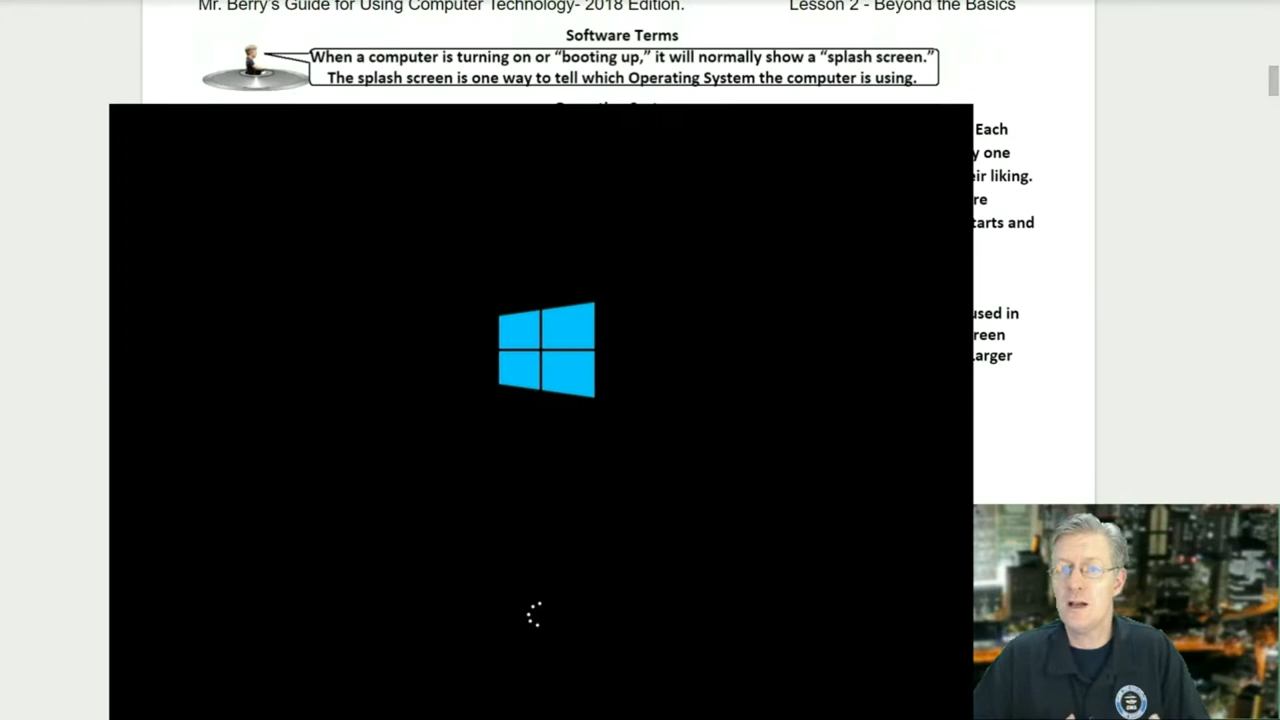 Mr. Berry's Guide for Using Computer Technology- 2018 Edition. Lesson 2 - Beyond the Basics
Software Terms
When a computer is turning on or “booting up,” it will normally show a “splash screen.”
The splash screen is one way to tell which Operating System the computer is using.
Each
y one
eir liking.
re
tarts and
used in
reen
Larger